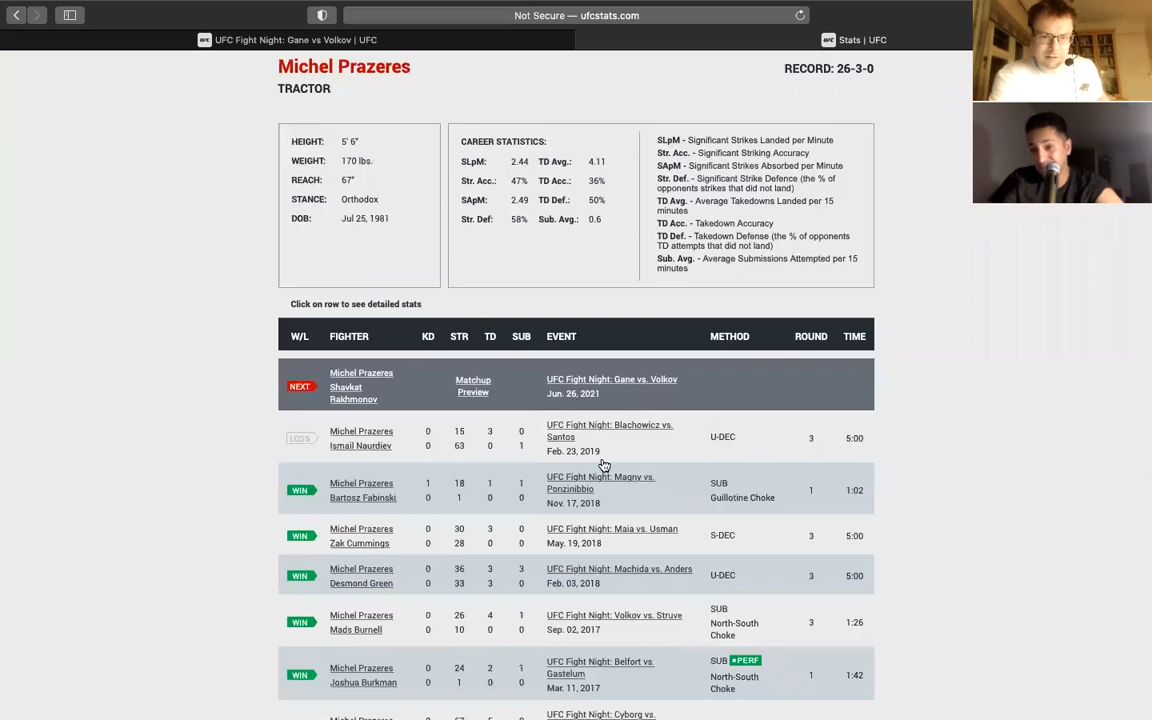 Not Secure — ufcstats.com
UFC Fight Night: Gane vs Volkov | UFC
Stats | UFC
Michel Prazeres
RECORD: 26-3-0
TRACTOR
HEIGHT: 5' 6"
WEIGHT: 170 lbs.
REACH: 67"
STANCE: Orthodox
DOB: Jul 25, 1981
CAREER STATISTICS:
SLpM: 2.44 TD Avg.: 4.11
Str. Acc.: 47% TD Acc.: 36%
SApM: 2.49 TD Def.: 50%
Str. Def: 58% Sub. Avg.: 0.6
SLpM - Significant Strikes Landed per Minute
Str. Acc. - Significant Striking Accuracy
SApM - Significant Strikes Absorbed per Minute
Str. Def. - Significant Strike Defence (the % of
opponents strikes that did not land)
TD Avg. - Average Takedowns Landed per 15
minutes
TD Acc. - Takedown Accuracy
TD Def. - Takedown Defense (the % of opponents
TD attempts that did not land)
Sub. Avg. - Average Submissions Attempted per 15
minutes
Click on row to see detailed stats
W/L FIGHTER KD STR TD SUB EVENT METHOD ROUND TIME
NEXT
Michel Prazeres
Shavkat
Rakhmonov
Matchup
Preview
UFC Fight Night: Gane vs. Volkov
Jun. 26, 2021
LOSS
Michel Prazeres 0 15 3 0
Ismail Naurdiev 0 63 0 1
UFC Fight Night: Blachowicz vs.
Santos
Feb. 23, 2019
U-DEC
3
5:00
WIN
Michel Prazeres 1 18 1 1
Bartosz Fabinski 0 1 0 0
UFC Fight Night: Magny vs.
Ponzinibbio
Nov. 17, 2018
SUB
Guillotine Choke
1
1:02
WIN
Michel Prazeres 0 30 3 0
Zak Cummings 0 28 0 0
UFC Fight Night: Maia vs. Usman
May. 19, 2018
S-DEC
3
5:00
WIN
Michel Prazeres 0 36 3 3
Desmond Green 0 33 3 0
UFC Fight Night: Machida vs. Anders
Feb. 03, 2018
U-DEC
3
5:00
WIN
Michel Prazeres 0 26 4 1
Mads Burnell 0 10 0 0
UFC Fight Night: Volkov vs. Struve
Sep. 02, 2017
SUB
North-South
Choke
3
1:26
WIN
Michel Prazeres 0 24 2 1
Joshua Burkman 0 1 0 0
UFC Fight Night: Belfort vs.
Gastelum
Mar. 11, 2017
SUB PERF
North-South
Choke
1
1:42
UFC Fight Night: Cyborg vs.